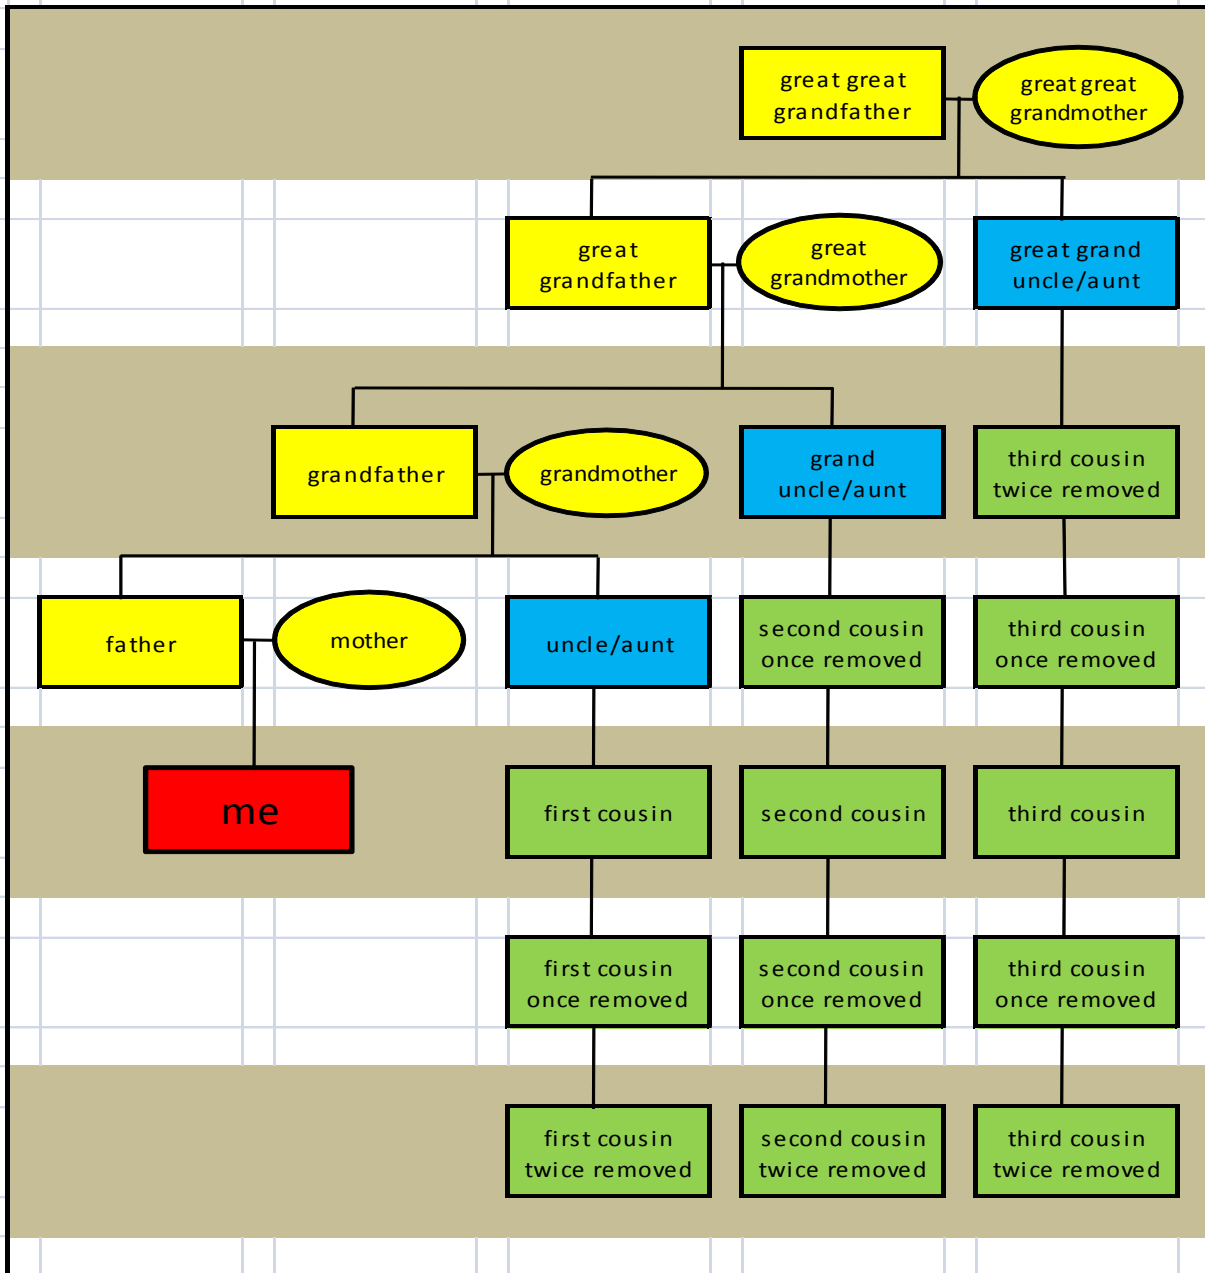 great great
grandfather
great great
grandmother
great
grandfather
great
grandmother
great grand
uncle/aunt
grandfather
grandmother
grand
uncle/aunt
third cousin
twice removed
father
mother
uncle/aunt
second cousin
once removed
third cousin
once removed
me
first cousin
second cousin
third cousin
first cousin
once removed
second cousin
once removed
third cousin
once removed
first cousin
twice removed
second cousin
twice removed
third cousin
twice removed